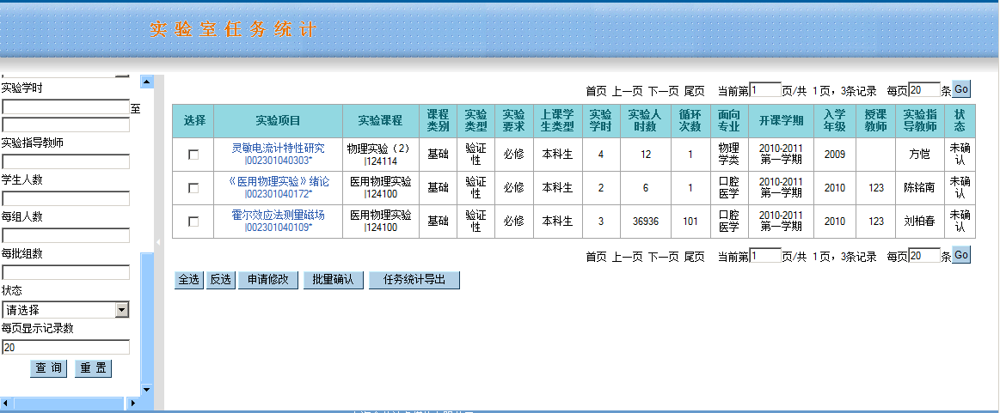 实验室任务统计
实验学时
至
实验指导教师
学生人数
每组人数
每批组数
状态
请选择
每页显示记录数
20
查 询 重 置
首页 上一页 下一页 尾页 当前第1页/共 1页，3条记录 每页20条Go
选择 实验项目 实验课程 课程类别 实验类型 实验要求 上课学生类型 实验学时 实验人时数 循环次数 面向专业 开课学期 入学年级 授课教师 实验指导教师 状态
灵敏电流计特性研究|002301040303* 物理实验（2）|124114 基础 验证性 必修 本科生 4 12 1 物理学类 2010-2011第一学期 2009 方恺 未确认
《医用物理实验》绪论|002301040172* 医用物理实验|124100 基础 验证性 必修 本科生 2 6 1 口腔医学 2010-2011第一学期 2010 123 陈铭南 未确认
霍尔效应法测量磁场|002301040109* 医用物理实验|124100 基础 验证性 必修 本科生 3 36936 101 口腔医学 2010-2011第一学期 2010 123 刘柏春 未确认
首页 上一页 下一页 尾页 当前第1页/共 1页，3条记录 每页20条Go
全选 反选 申请修改 批量确认 任务统计导出